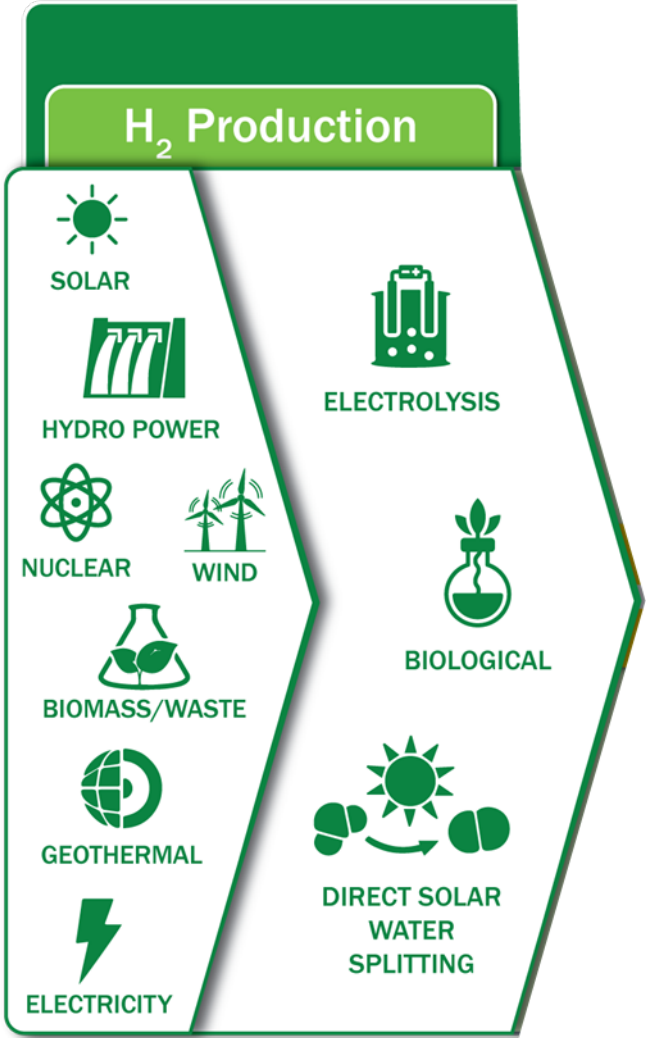 H₂ Production
SOLAR
HYDRO POWER
NUCLEAR
WIND
BIOMASS/WASTE
GEOTHERMAL
ELECTRICITY
ELECTROLYSIS
BIOLOGICAL
DIRECT SOLAR
WATER
SPLITTING